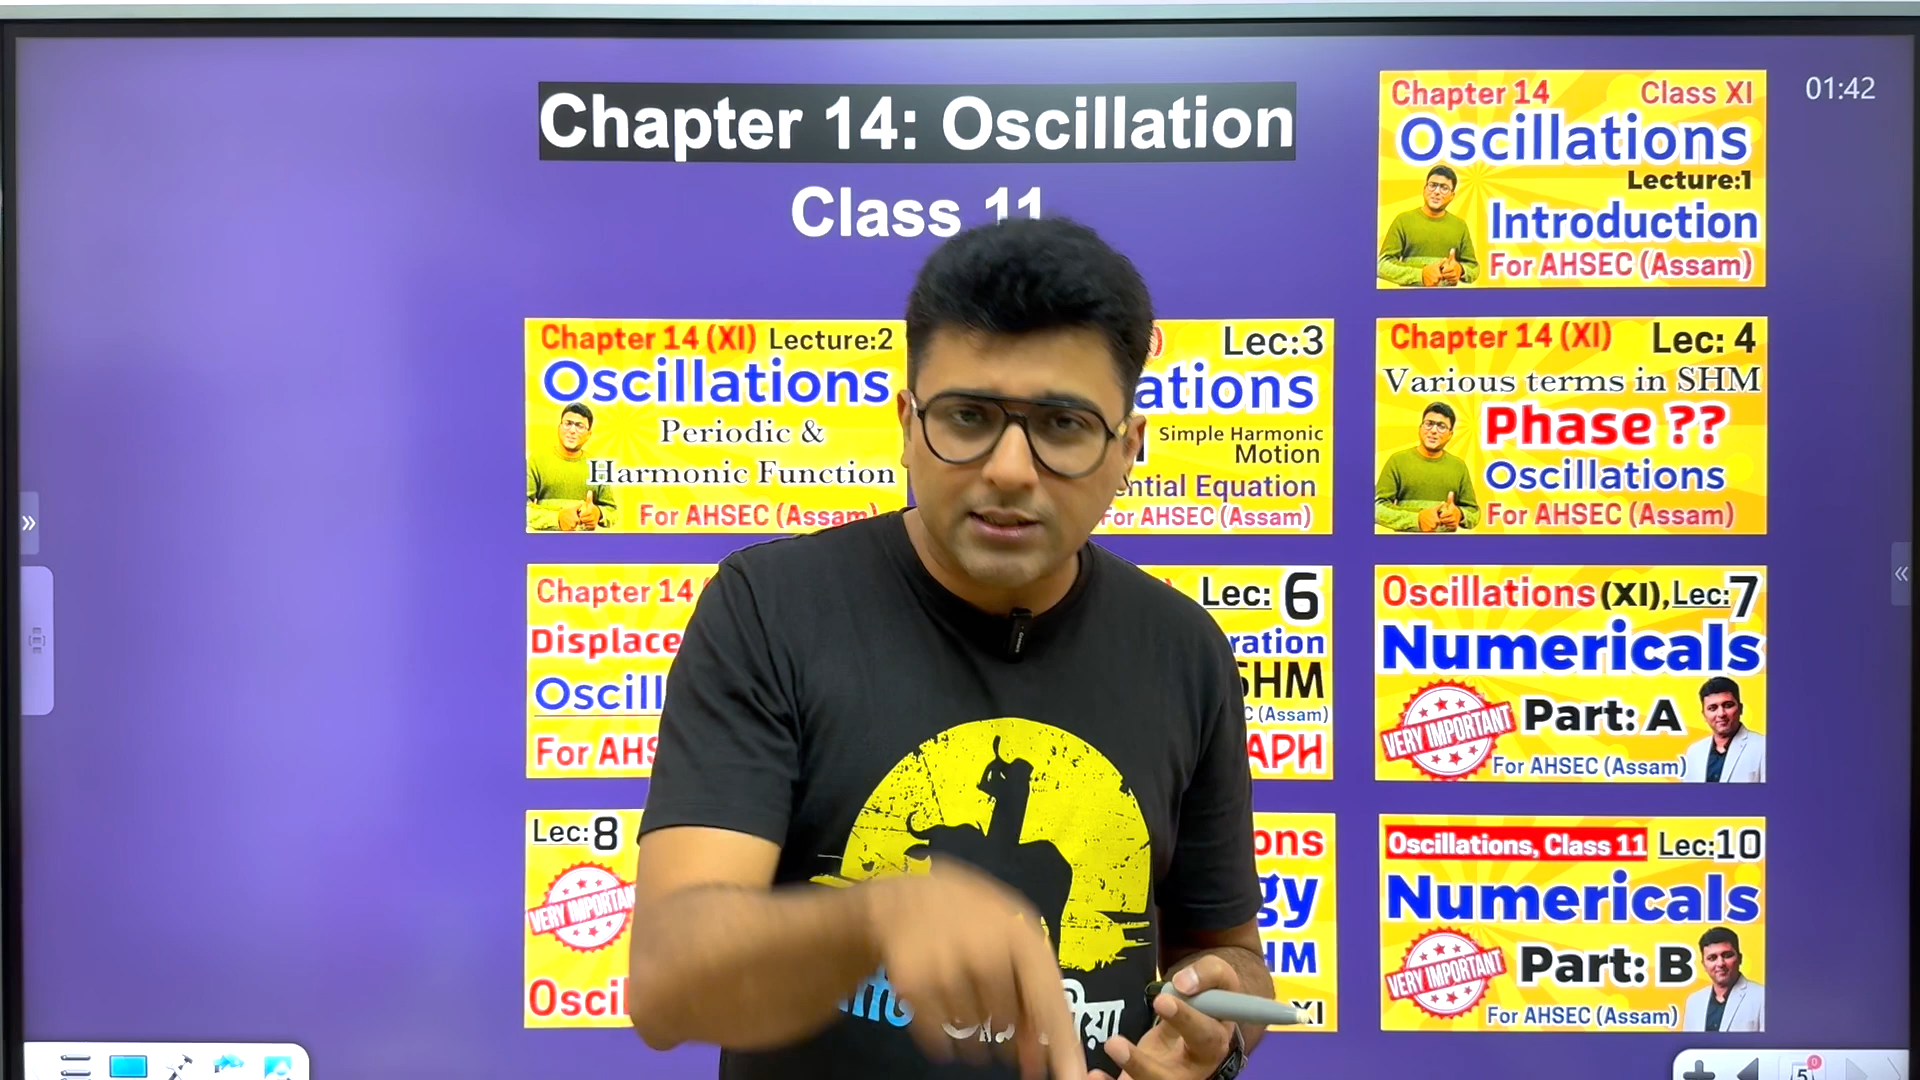 Chapter 14: Oscillation
Class 11
01:42
Chapter 14 Class XI
Oscillations
Lecture:1
Introduction
For AHSEC (Assam)
Chapter 14 (XI) Lecture:2
Oscillations
Periodic &
Harmonic Function
For AHSEC (Assam)
Lec:3
ations
Simple Harmonic
Motion
ential Equation
For AHSEC (Assam)
Chapter 14 (XI) Lec: 4
Various terms in SHM
Phase ??
Oscillations
For AHSEC (Assam)
Chapter 14
Displace
Oscill
For AHS
Lec: 6
ration
SHM
C (Assam)
APH
Oscillations (XI), Lec:7
Numericals
VERY IMPORTANT
Part: A
For AHSEC (Assam)
Lec:8
VERY IMPORTANT
Oscil
ons
gy
HM
XI
Oscillations, Class 11 Lec:10
Numericals
VERY IMPORTANT
Part: B
For AHSEC (Assam)
5
0